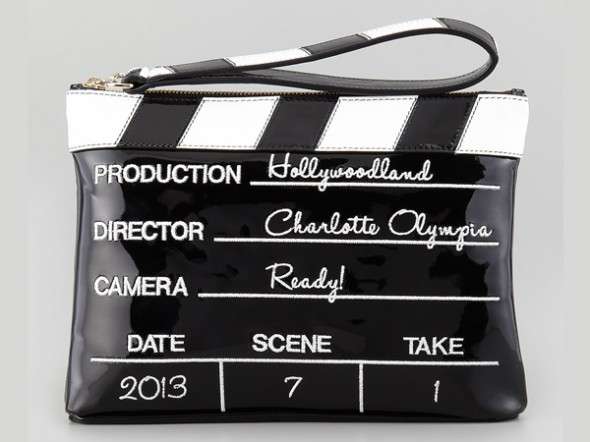 PRODUCTION Hollywoodland
DIRECTOR Charlotte Olympia
CAMERA Ready!
DATE SCENE TAKE
2013 7 1